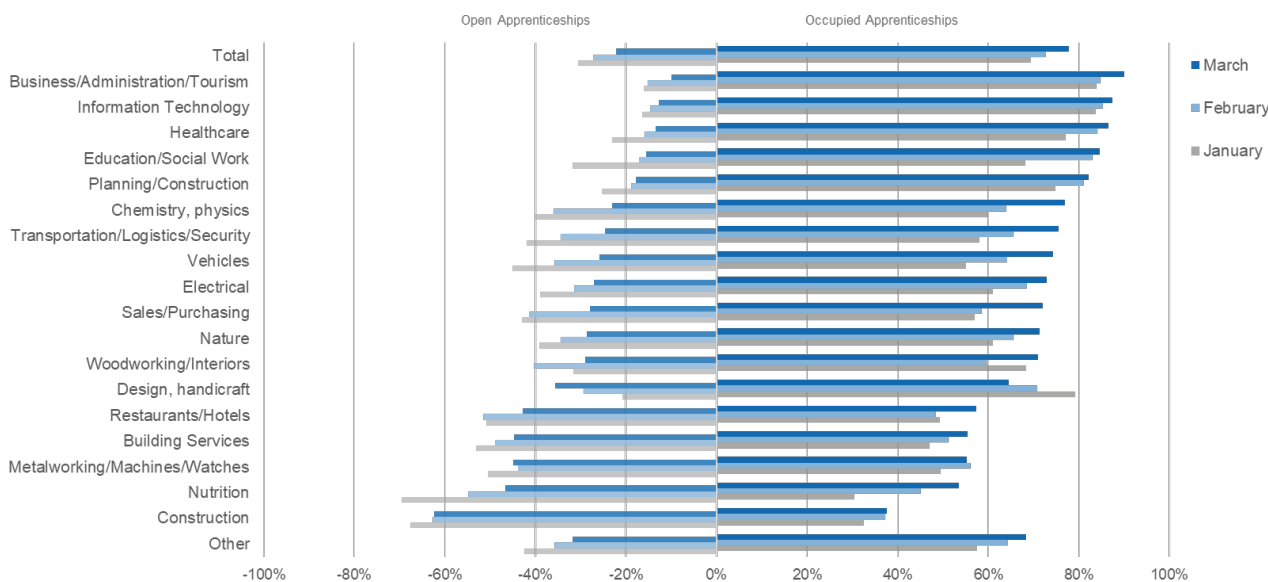 Open Apprenticeships
Occupied Apprenticeships
Total
Business/Administration/Tourism
Information Technology
Healthcare
Education/Social Work
Planning/Construction
Chemistry, physics
Transportation/Logistics/Security
Vehicles
Electrical
Sales/Purchasing
Nature
Woodworking/Interiors
Design, handicraft
Restaurants/Hotels
Building Services
Metalworking/Machines/Watches
Nutrition
Construction
Other
March
February
January
-100% -80% -60% -40% -20% 0% 20% 40% 60% 80% 100%